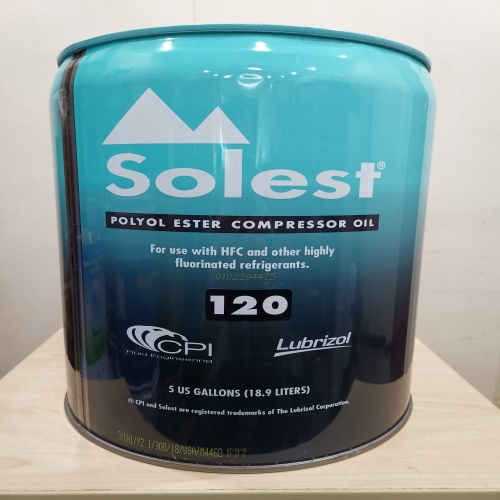 Solest®
POLYOL ESTER COMPRESSOR OIL
For use with HFC and other highly
fluorinated refrigerants.
0102204475
120
CPI
Fluid Engineering
Lubrizol
5 US GALLONS (18.9 LITERS)
® CPI and Solest are registered trademarks of The Lubrizol Corporation.